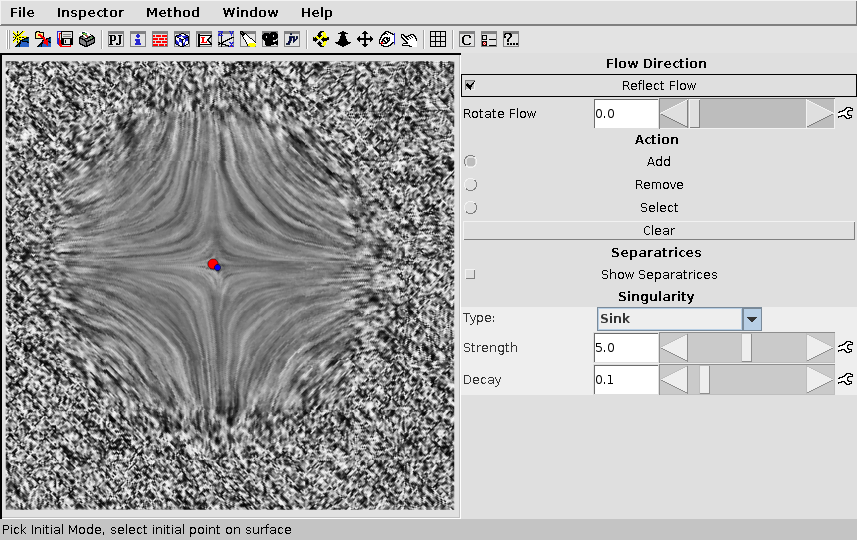 File Inspector Method Window Help
PJ i C ?...
Flow Direction
Reflect Flow
Rotate Flow 0.0
Action
Add
Remove
Select
Clear
Separatrices
Show Separatrices
Singularity
Type: Sink
Strength 5.0
Decay 0.1
Pick Initial Mode, select initial point on surface